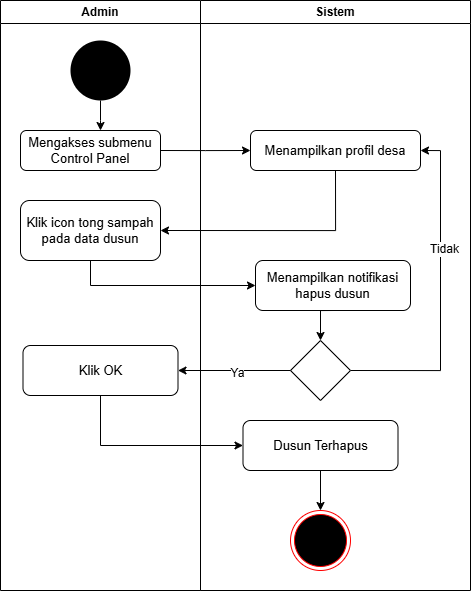 Admin
Sistem
Mengakses submenu
Control Panel
Menampilkan profil desa
Klik icon tong sampah
pada data dusun
Tidak
Menampilkan notifikasi
hapus dusun
Klik OK
Ya
Dusun Terhapus